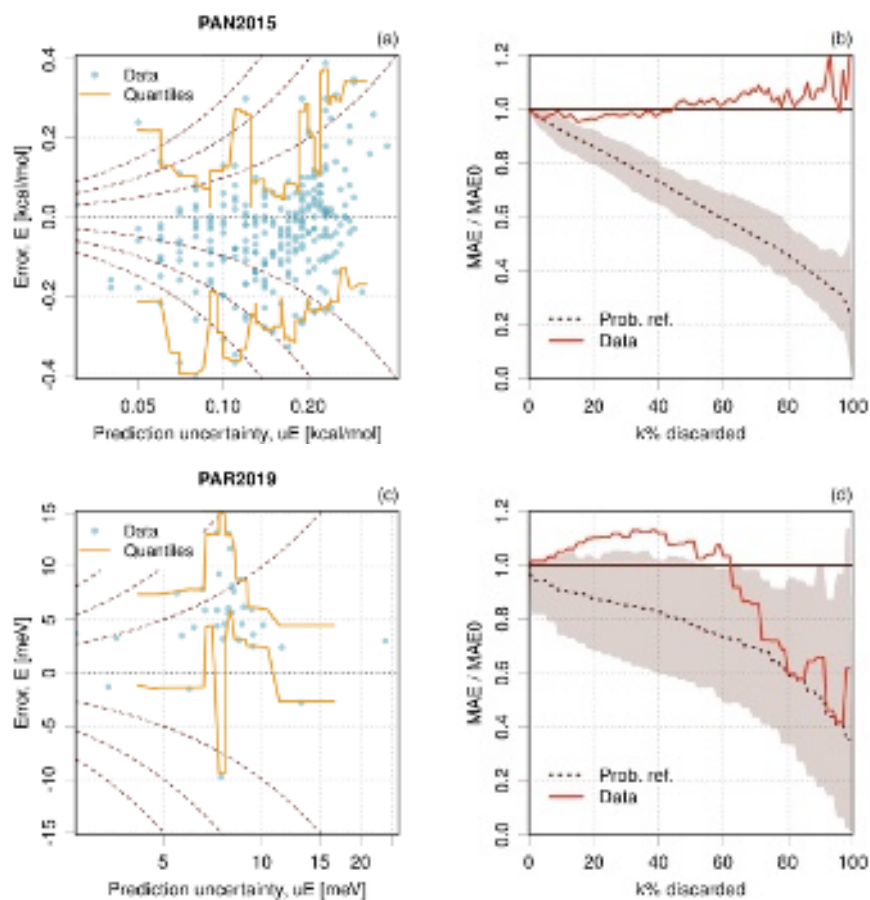 PAN2015
(a)
Data
Quantiles
Error, E [kcal/mol]
0.4
0.2
0.0
-0.2
-0.4
0.05 0.10 0.20
Prediction uncertainty, uE [kcal/mol]
(b)
MAE / MAE0
1.2
1.0
0.8
0.6
0.4
0.2
0.0
Prob. ref.
Data
0 20 40 60 80 100
k% discarded
PAR2019
(c)
Data
Quantiles
Error, E [meV]
15
10
5
0
-5
-10
-15
5 10 15 20
Prediction uncertainty, uE [meV]
(d)
MAE / MAE0
1.2
1.0
0.8
0.6
0.4
0.2
0.0
Prob. ref.
Data
0 20 40 60 80 100
k% discarded